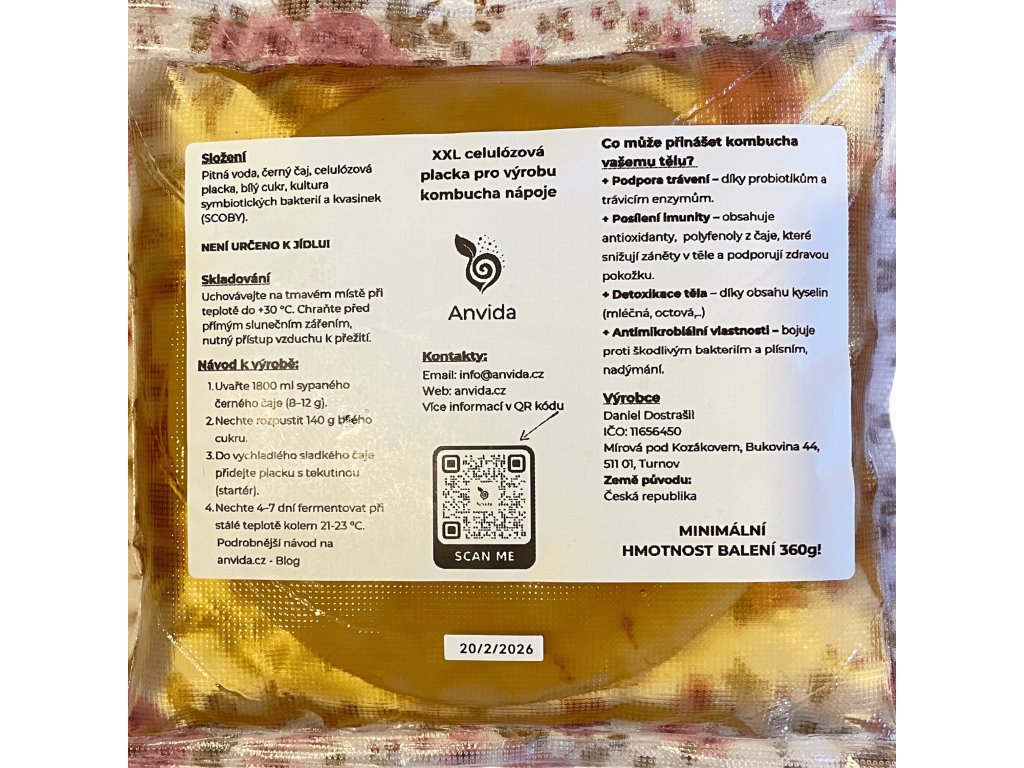 Složení
Pitná voda, černý čaj, celulózová
placka, bílý cukr, kultura
symbiotických bakterií a kvasinek
(SCOBY).
NENÍ URČENO K JÍDLU!
Skladování
Uchovávejte na tmavém místě při
teplotě do +30 °C. Chraňte před
přímým slunečním zářením,
nutný přístup vzduchu k přežití.
Návod k výrobě:
1. Uvařte 1800 ml sypaného
černého čaje (8-12 g).
2. Nechte rozpustit 140 g bílého
cukru.
3. Do vychladlého sladkého čaje
přidejte placku s tekutinou
(startér).
4. Nechte 4-7 dní fermentovat při
stálé teplotě kolem 21-23 °C.
Podrobnější návod na
anvida.cz - Blog
XXL celulózová
placka pro výrobu
kombucha nápoje
Anvida
Kontakty:
Email: info@anvida.cz
Web: anvida.cz
Více informací v QR kódu
Anvida
SCAN ME
Co může přinášet kombucha
vašemu tělu?
+ Podpora trávení – díky probiotikům a
trávicím enzymům.
+ Posílení imunity – obsahuje
antioxidanty, polyfenoly z čaje, které
snižují záněty v těle a podporují zdravou
pokožku.
+ Detoxikace těla – díky obsahu kyselin
(mléčná, octová,..)
+ Antimikrobiální vlastnosti – bojuje
proti škodlivým bakteriím a plísním,
nadýmání.
Výrobce
Daniel Dostrašil
IČO: 11656450
Mírová pod Kozákovem, Bukovina 44,
511 01, Turnov
Země původu:
Česká republika
MINIMÁLNÍ
HMOTNOST BALENÍ 360g!
20/2/2026